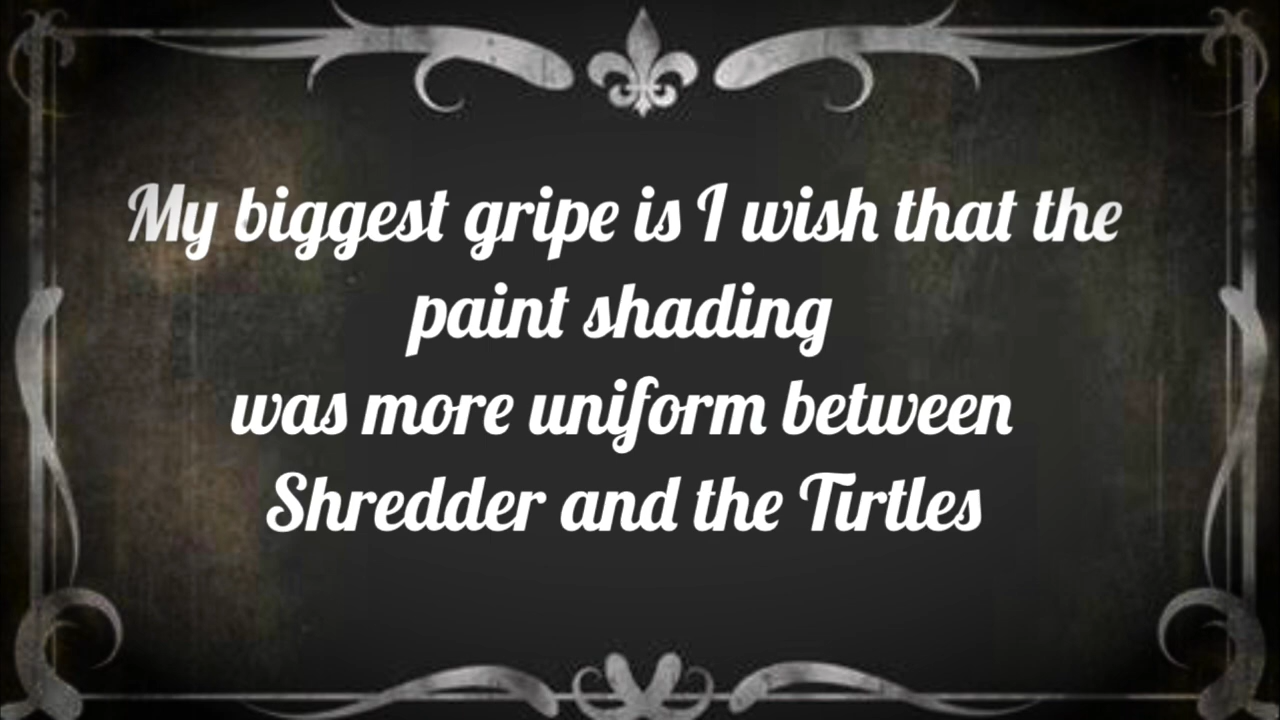 My biggest gripe is I wish that the
paint shading
was more uniform between
Shredder and the Tirtles